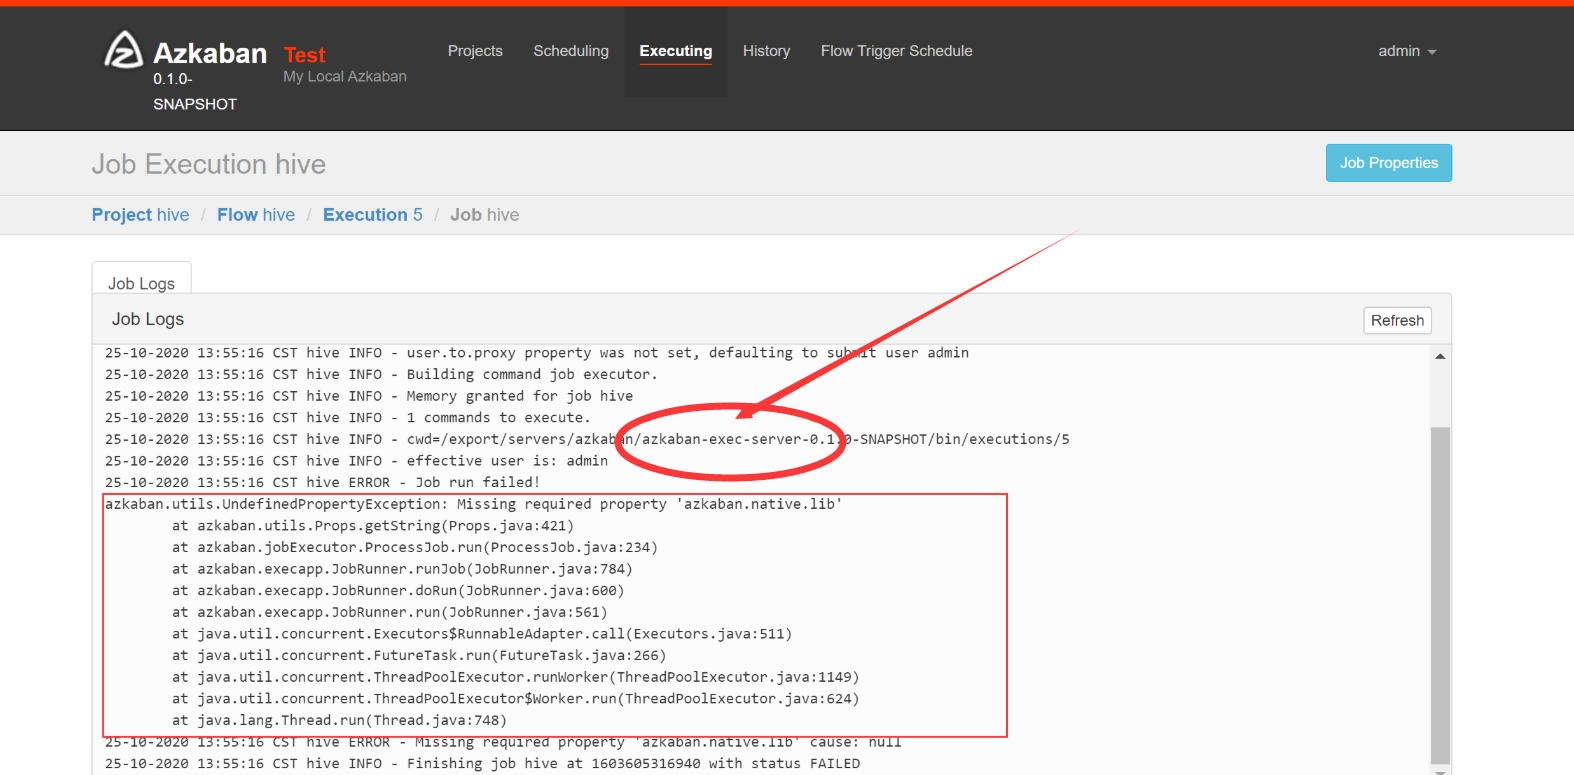 Azkaban
0.1.0-
SNAPSHOT
Test
My Local Azkaban
Projects Scheduling Executing History Flow Trigger Schedule
admin
Job Execution hive
Job Properties
Project hive / Flow hive / Execution 5 / Job hive
Job Logs
Job Logs
Refresh
25-10-2020 13:55:16 CST hive INFO - user.to.proxy property was not set, defaulting to submit user admin
25-10-2020 13:55:16 CST hive INFO - Building command job executor.
25-10-2020 13:55:16 CST hive INFO - Memory granted for job hive
25-10-2020 13:55:16 CST hive INFO - 1 commands to execute.
25-10-2020 13:55:16 CST hive INFO - cwd=/export/servers/azkaban/azkaban-exec-server-0.1.0-SNAPSHOT/bin/executions/5
25-10-2020 13:55:16 CST hive INFO - effective user is: admin
25-10-2020 13:55:16 CST hive ERROR - Job run failed!
azkaban.utils.UndefinedPropertyException: Missing required property 'azkaban.native.lib'
at azkaban.utils.Props.getString(Props.java:421)
at azkaban.jobExecutor.ProcessJob.run(ProcessJob.java:234)
at azkaban.execapp.JobRunner.runJob(JobRunner.java:784)
at azkaban.execapp.JobRunner.doRun(JobRunner.java:600)
at azkaban.execapp.JobRunner.run(JobRunner.java:561)
at java.util.concurrent.Executors$RunnableAdapter.call(Executors.java:511)
at java.util.concurrent.FutureTask.run(FutureTask.java:266)
at java.util.concurrent.ThreadPoolExecutor.runWorker(ThreadPoolExecutor.java:1149)
at java.util.concurrent.ThreadPoolExecutor$Worker.run(ThreadPoolExecutor.java:624)
at java.lang.Thread.run(Thread.java:748)
25-10-2020 13:55:16 CST hive ERROR - Missing required property 'azkaban.native.lib' cause: null
25-10-2020 13:55:16 CST hive INFO - Finishing job hive at 1603605316940 with status FAILED